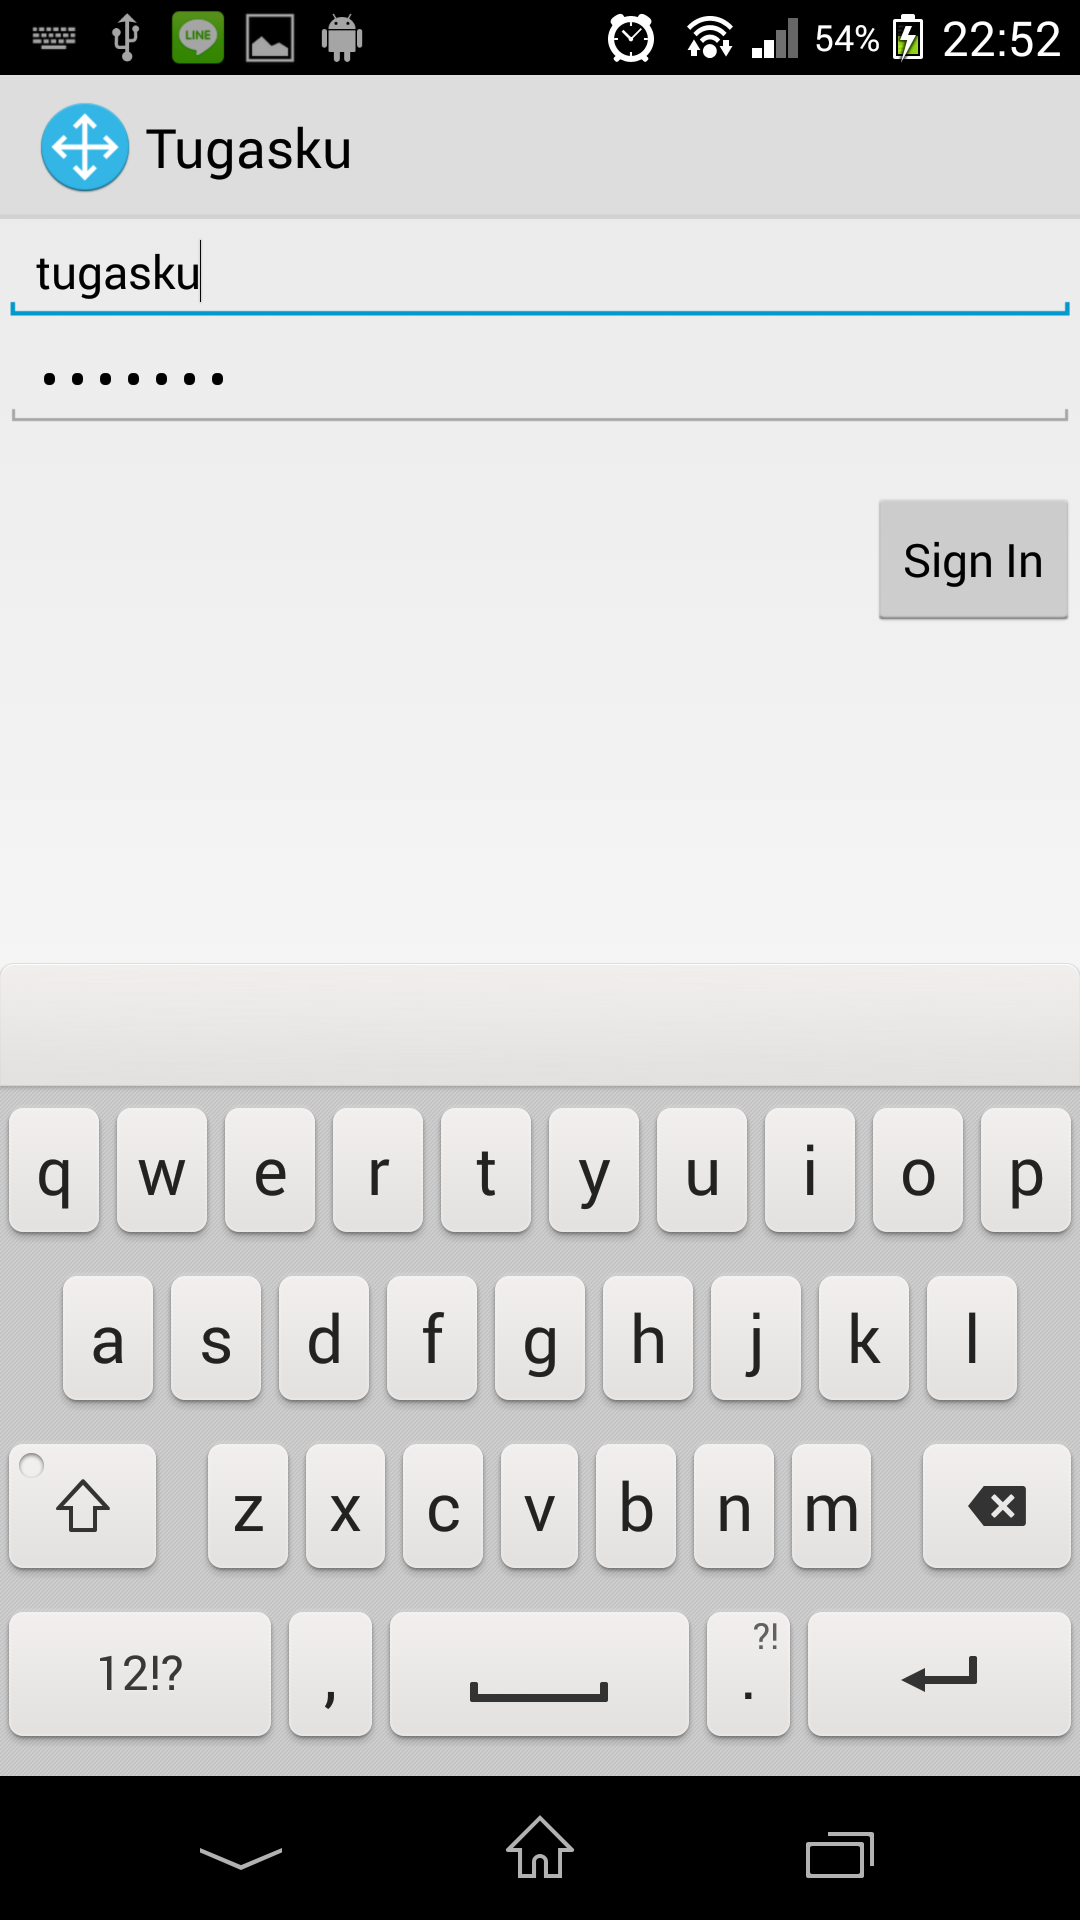 LINE 54% 22:52
Tugasku
tugasku
•••••••
Sign In
q w e r t y u i o p
a s d f g h j k l
z x c v b n m
?!
12!? , .